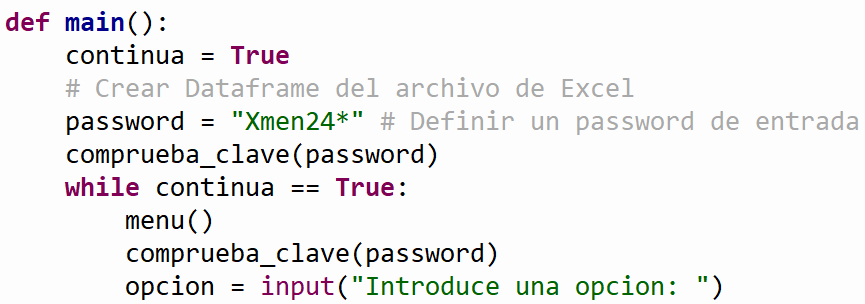 def main():
    continua = True
    # Crear Dataframe del archivo de Excel
    password = "Xmen24*" # Definir un password de entrada
    comprueba_clave(password)
    while continua == True:
        menu()
        comprueba_clave(password)
        opcion = input("Introduce una opcion: ")